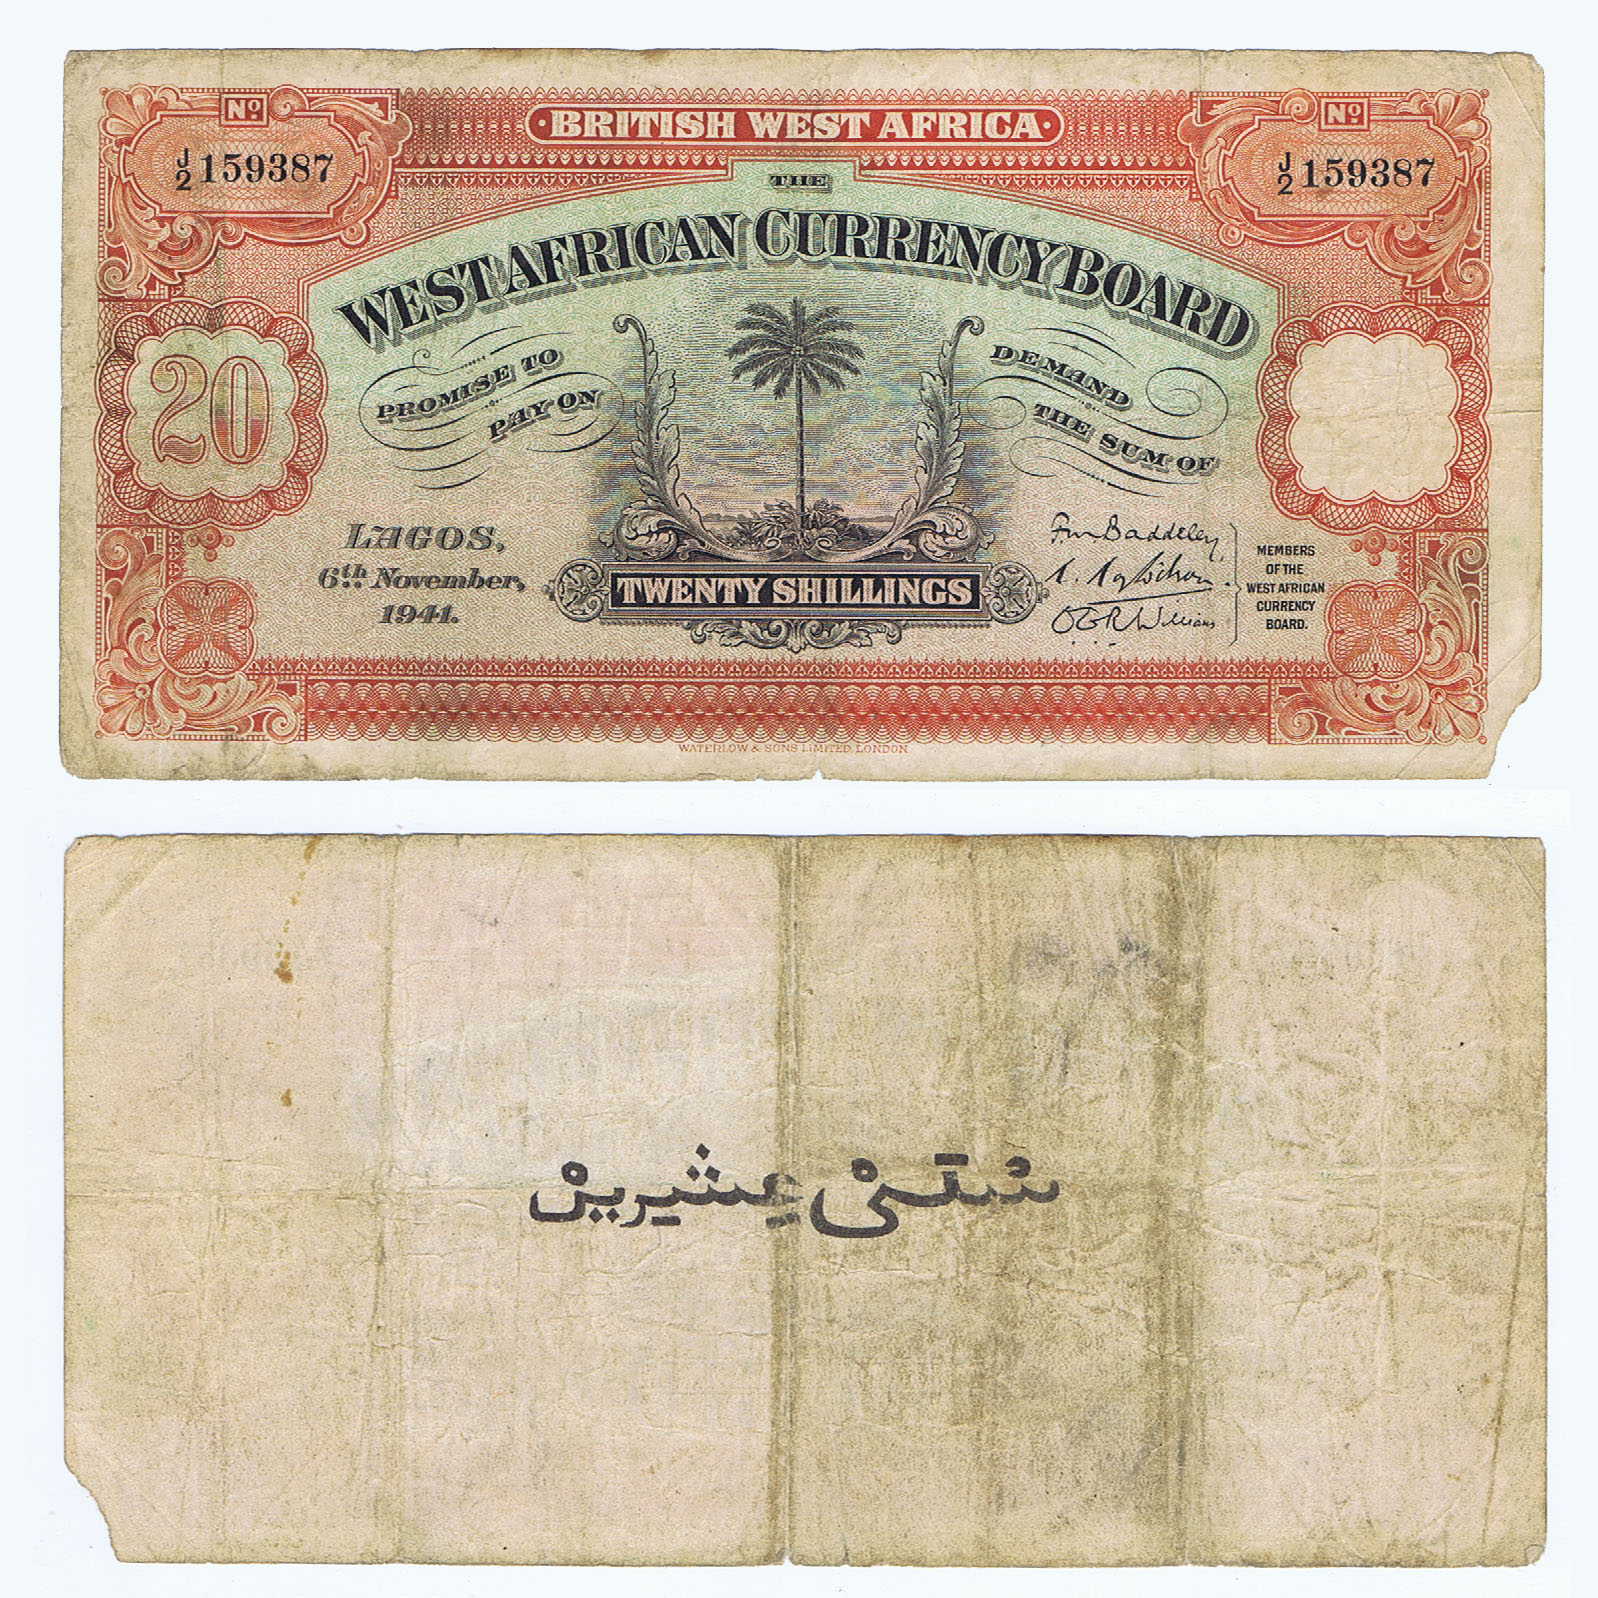 Nº
J/2 159387
· BRITISH WEST AFRICA ·
Nº
J/2 159387
THE
WEST AFRICAN CURRENCY BOARD
20
PROMISE TO
PAY ON
DEMAND
THE SUM OF
LAGOS,
6th November,
1941.
TWENTY SHILLINGS
MEMBERS
OF THE
WEST AFRICAN
CURRENCY
BOARD.
WATERLOW & SONS LIMITED, LONDON.